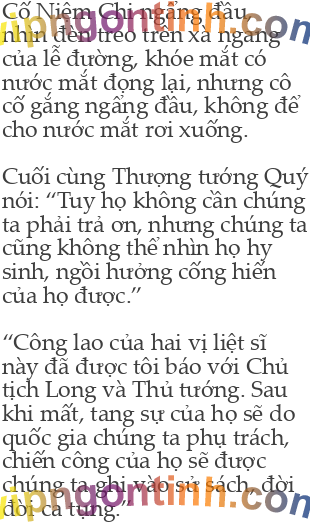 Cố Niệm Chi ngẩng đầu
nhìn đèn treo trên xà ngang
của lễ đường, khóe mắt có
nước mắt đọng lại, nhưng cô
cố gắng ngẩng đầu, không để
cho nước mắt rơi xuống.

Cuối cùng Thượng tướng Quý
nói: “Tuy họ không cần chúng
ta phải trả ơn, nhưng chúng ta
cũng không thể nhìn họ hy
sinh, ngồi hưởng cống hiến
của họ được.”

“Công lao của hai vị liệt sĩ
này đã được tôi báo với Chủ
tịch Long và Thủ tướng. Sau
khi mất, tang sự của họ sẽ do
quốc gia chúng ta phụ trách,
chiến công của họ sẽ được
chúng ta ghi vào sử sách, đời
đời ca tụng.”
vipngontinh.com
vipngontinh.com